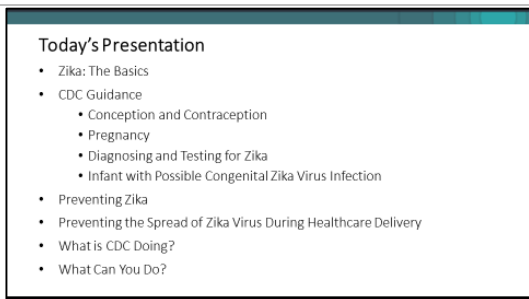 Today's Presentation
• Zika: The Basics
• CDC Guidance
• Conception and Contraception
• Pregnancy
• Diagnosing and Testing for Zika
• Infant with Possible Congenital Zika Virus Infection
• Preventing Zika
• Preventing the Spread of Zika Virus During Healthcare Delivery
• What is CDC Doing?
• What Can You Do?